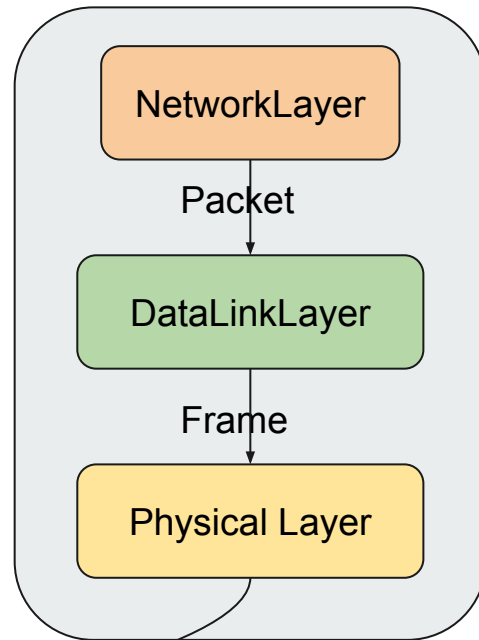 NetworkLayer
Packet
DataLinkLayer
Frame
Physical Layer